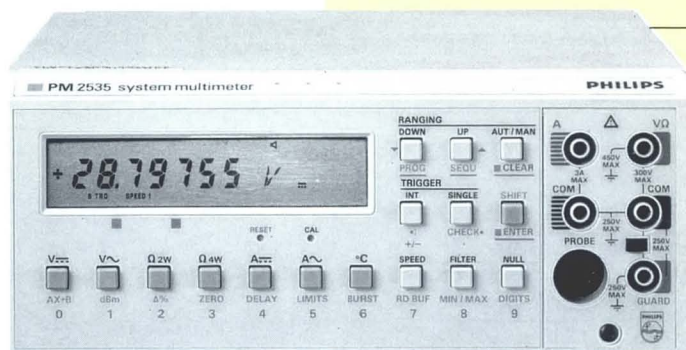 PM 2535 system multimeter
PHILIPS
+28.79755 V
B TRG SPEED 1
RESET CAL
V⎓ V∿ Ω 2W Ω 4W A⎓ A∿ °C SPEED FILTER NULL
AX+B dBm Δ% ZERO DELAY LIMITS BURST RD BUF MIN / MAX DIGITS
0 1 2 3 4 5 6 7 8 9
RANGING
DOWN UP AUT / MAN
PROG SEQU CLEAR
TRIGGER
INT SINGLE SHIFT
+/− CHECK ENTER
A VΩ
3A MAX
450V MAX
300V MAX
COM COM
250V MAX
PROBE
250V MAX
250V MAX
GUARD
PHILIPS